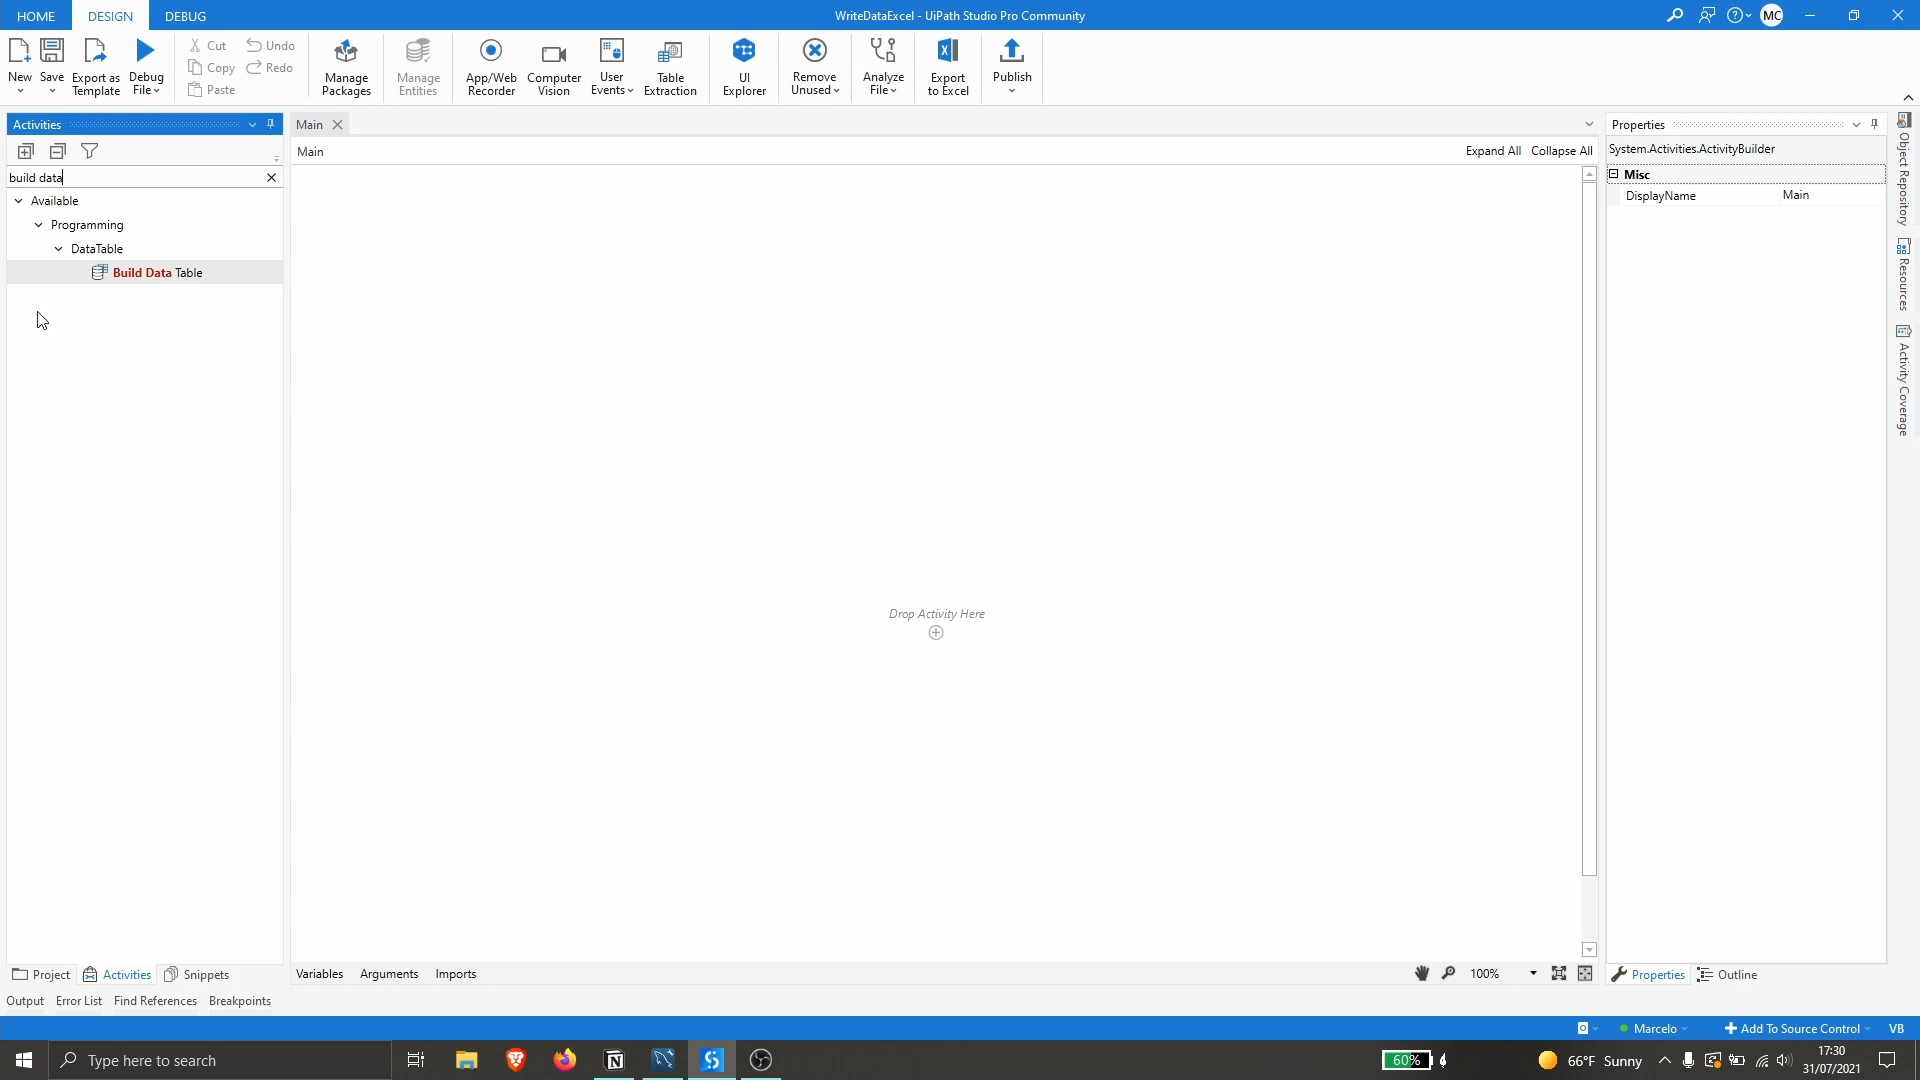 HOME DESIGN DEBUG WriteDataExcel - UiPath Studio Pro Community MC
New Save Export as Template Debug File Cut Undo
Copy Redo
Paste
Manage Packages Manage Entities App/Web Recorder Computer Vision User Events Table Extraction UI Explorer Remove Unused Analyze File Export to Excel Publish
Activities
build data
Available
Programming
DataTable
Build Data Table
Main
Main Expand All Collapse All
Drop Activity Here
Properties
System.Activities.ActivityBuilder
Misc
DisplayName Main
Object Repository
Resources
Activity Coverage
Project Activities Snippets
Variables Arguments Imports 100%
Properties Outline
Output Error List Find References Breakpoints
Marcelo Add To Source Control VB
Type here to search
60%
66°F Sunny
17:30
31/07/2021